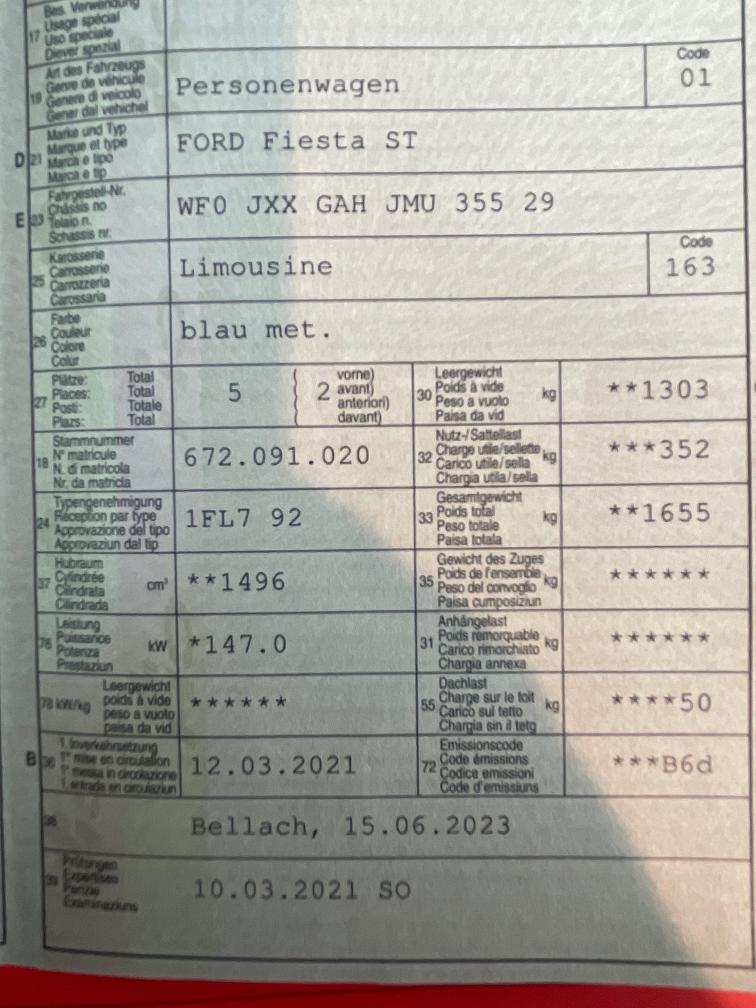 Bes. Verwendung
Usage spécial
17 Uso speciale
Diever spezial
Art des Fahrzeugs
Genre de véhicule
19 Genere di veicolo
Gener dal vehichel
Personenwagen
Code
01
Marke und Typ
Marque et type
D 21 Marca e tipo
Marca e tip
FORD Fiesta ST
Fahrgestell-Nr.
Châssis no
E 23 Telaio n.
Schassis nr.
WF0 JXX GAH JMU 355 29
Karosserie
Carrosserie
25 Carrozzeria
Carossaria
Limousine
Code
163
Farbe
Couleur
26 Colore
Colur
blau met.
Plätze: Total
Places: Total
27 Posti: Totale
Plazs: Total
5
( 2 vorne)
avant)
anteriori)
( davant)
Leergewicht
30 Poids à vide kg
Peso a vuoto
Paisa da vid
**1303
Stammnummer
N° matricule
18 N. di matricola
Nr. da matricla
672.091.020
Nutz-/Sattellast
Charge utile/sellette
32 Carico utile/sella kg
Chargia utila/sella
***352
Typengenehmigung
24 Réception par type
Approvazione del tipo
Approvaziun dal tip
1FL7 92
Gesamtgewicht
33 Poids total kg
Peso totale
Paisa totala
**1655
Hubraum
37 Cylindrée cm³
Cilindrata
Cilindrada
**1496
Gewicht des Zuges
35 Poids de l'ensemble kg
Peso del convoglio
Paisa cumposiziun
******
Leistung
76 Puissance kW
Potenza
Prestaziun
*147.0
Anhängelast
31 Poids remorquable kg
Carico rimorchiato
Chargia annexa
******
Leergewicht
78 kW/kg poids à vide
peso a vuoto
paisa da vid
******
Dachlast
55 Charge sur le toit kg
Carico sul tetto
Chargia sin il tetg
****50
1. Inverkehrsetzung
B 36 1re mise en circulation
1a messa in circolazione
1. entrada en circulaziun
12.03.2021
Emissionscode
72 Code émissions
Codice emissioni
Code d'emissiuns
***B6d
38
Bellach, 15.06.2023
Prüfungen
39 Expertises
Perizie
Examinaziuns
10.03.2021 SO